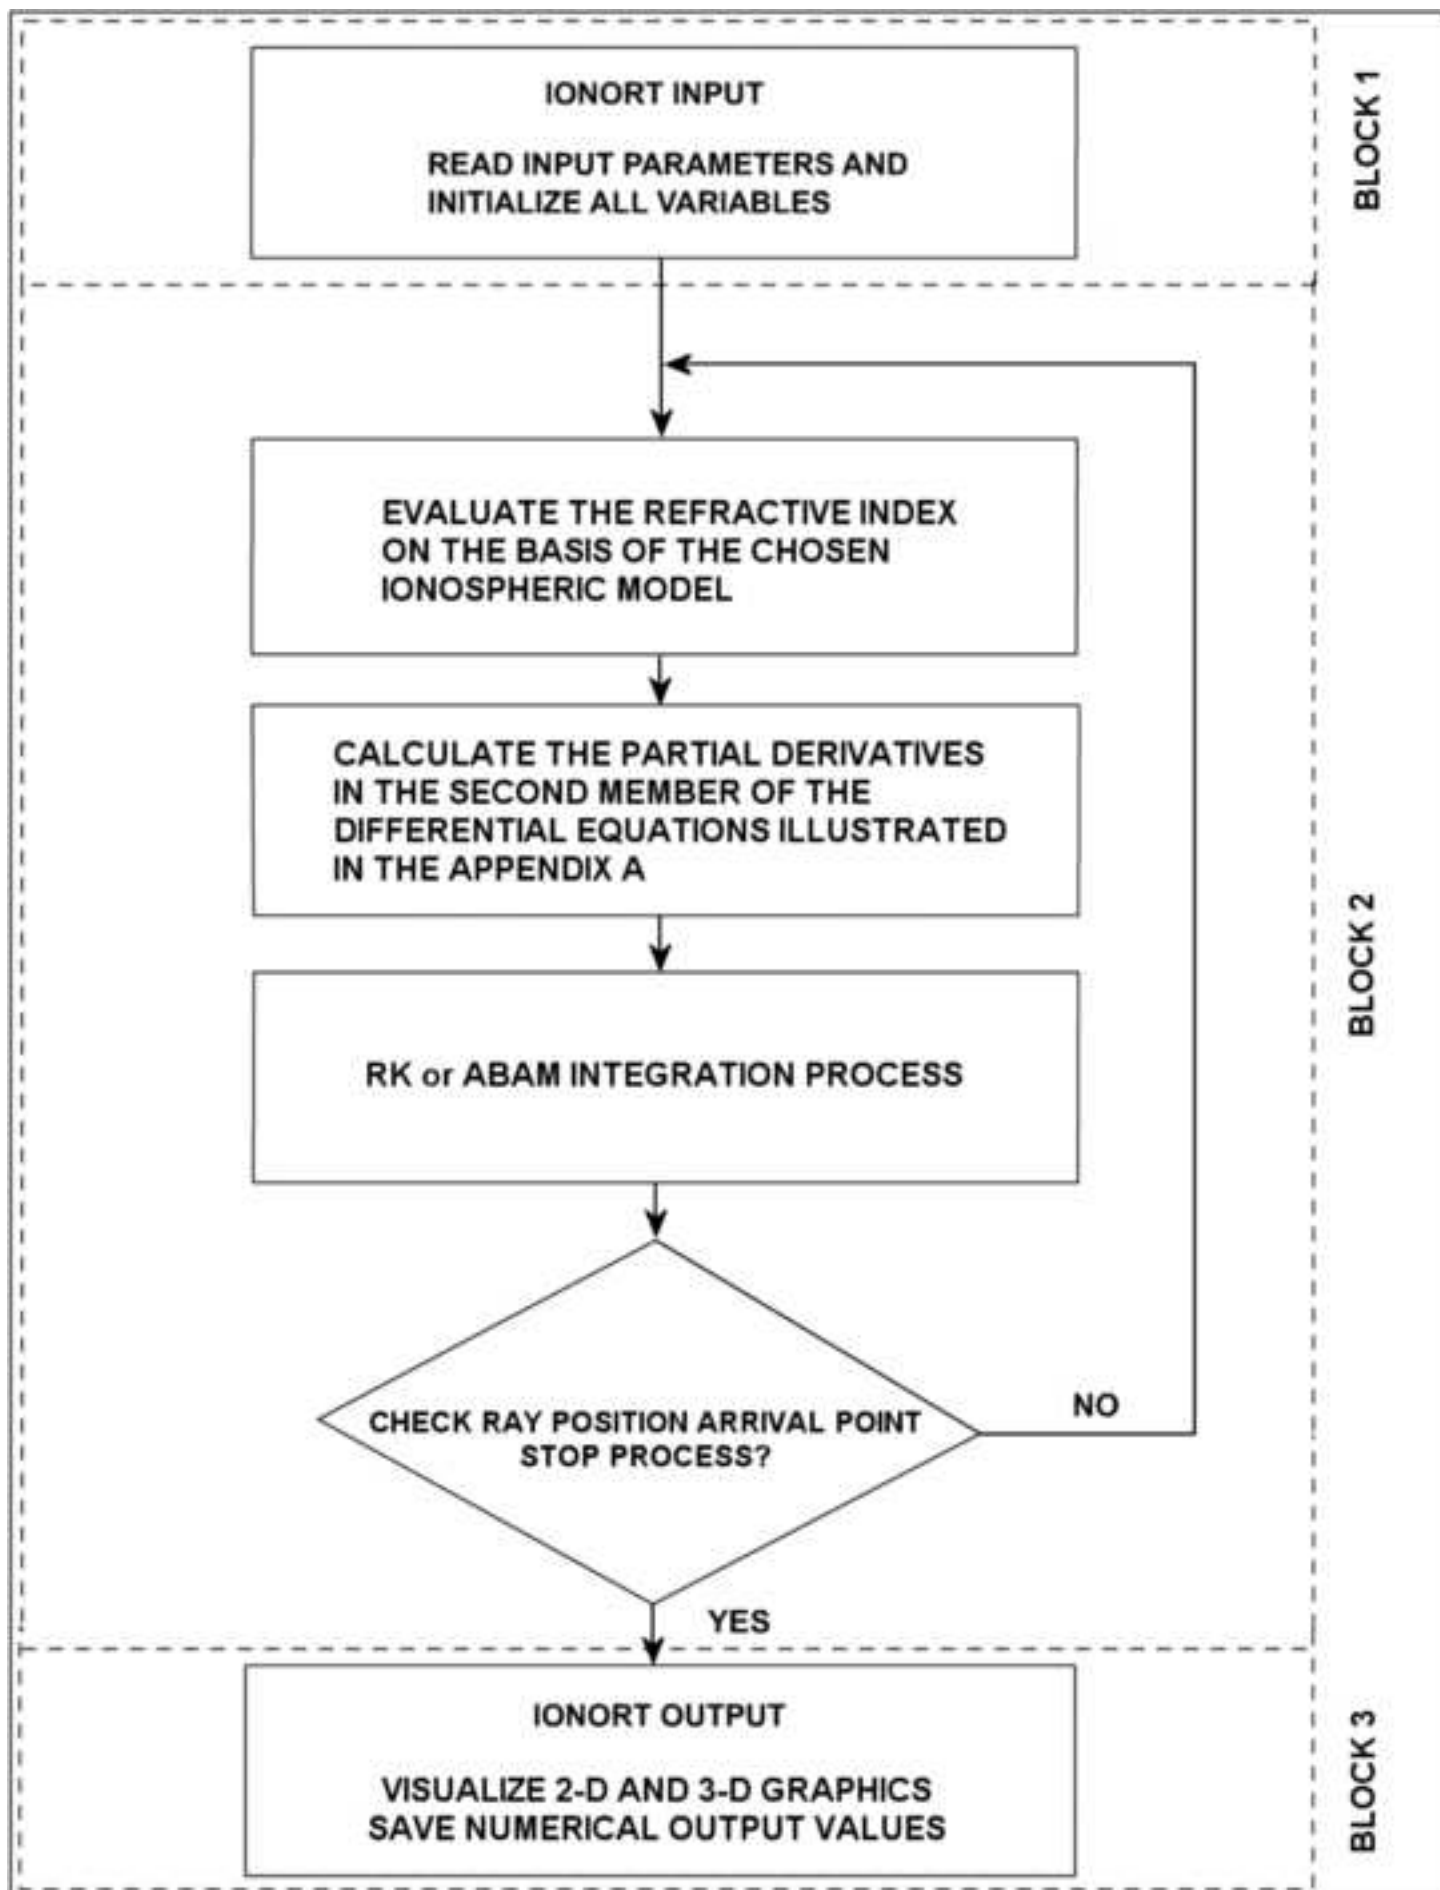 IONORT INPUT
READ INPUT PARAMETERS AND
INITIALIZE ALL VARIABLES
BLOCK 1
EVALUATE THE REFRACTIVE INDEX
ON THE BASIS OF THE CHOSEN
IONOSPHERIC MODEL
CALCULATE THE PARTIAL DERIVATIVES
IN THE SECOND MEMBER OF THE
DIFFERENTIAL EQUATIONS ILLUSTRATED
IN THE APPENDIX A
RK or ABAM INTEGRATION PROCESS
CHECK RAY POSITION ARRIVAL POINT
STOP PROCESS?
NO
YES
BLOCK 2
IONORT OUTPUT
VISUALIZE 2-D AND 3-D GRAPHICS
SAVE NUMERICAL OUTPUT VALUES
BLOCK 3